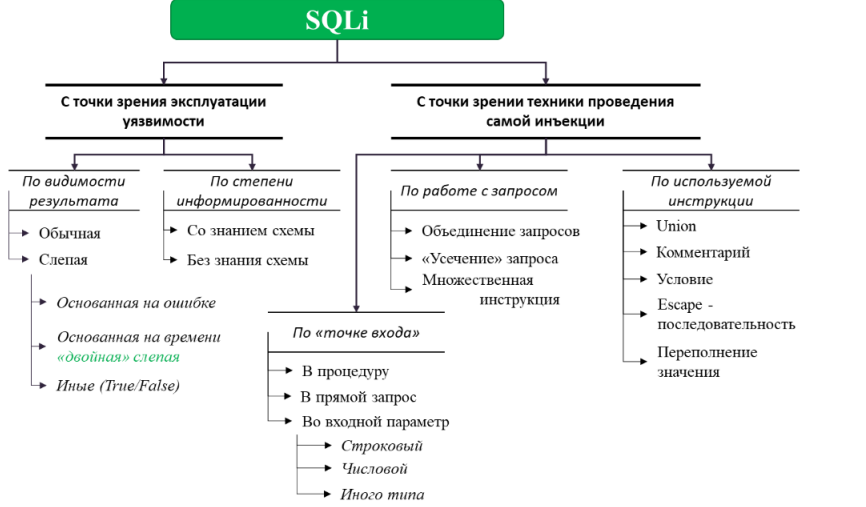 SQLi
С точки зрения эксплуатации
уязвимости
С точки зрении техники проведения
самой инъекции
По видимости
результата
Обычная
Слепая
Основанная на ошибке
Основанная на времени
«двойная» слепая
Иные (True/False)
По степени
информированности
Со знанием схемы
Без знания схемы
По «точке входа»
В процедуру
В прямой запрос
Во входной параметр
Строковый
Числовой
Иного типа
По работе с запросом
Объединение запросов
«Усечение» запроса
Множественная
инструкция
По используемой
инструкции
Union
Комментарий
Условие
Escape -
последовательность
Переполнение
значения